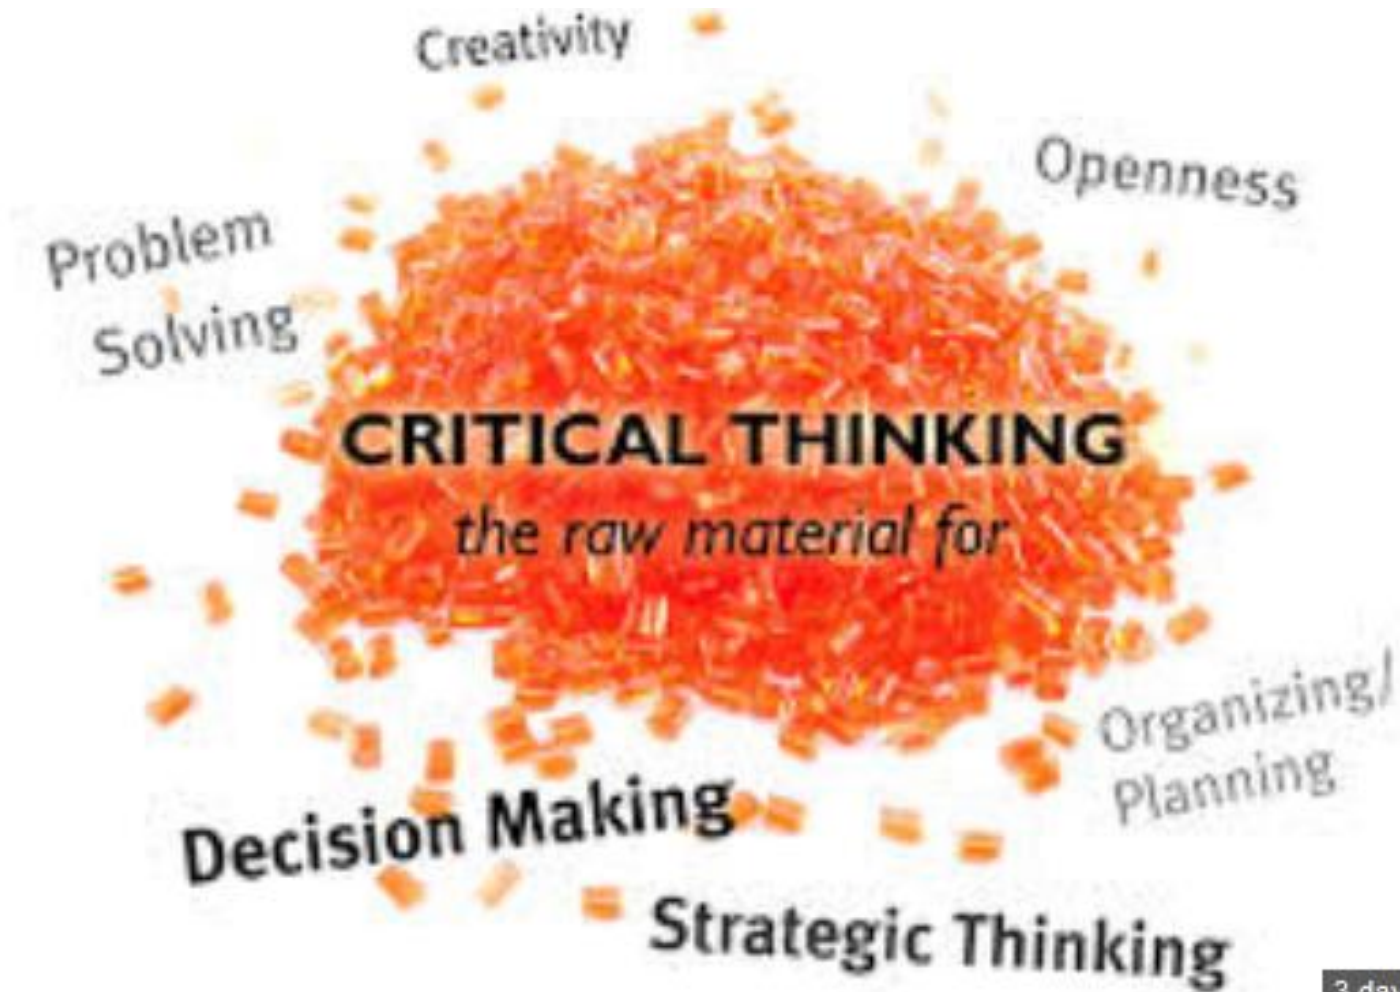 Creativity
Openness
Problem
Solving
CRITICAL THINKING
the raw material for
Organizing/
Planning
Decision Making
Strategic Thinking